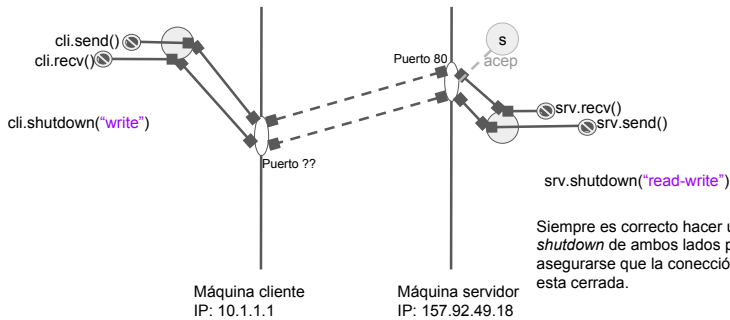 cli.send()
cli.recv()
cli.shutdown("write")
Puerto ??
Puerto 80
s
acep
srv.recv()
srv.send()
srv.shutdown("read-write")
Siempre es correcto hacer u
shutdown de ambos lados p
asegurarse que la conecció
esta cerrada.
Máquina cliente
IP: 10.1.1.1
Máquina servidor
IP: 157.92.49.18